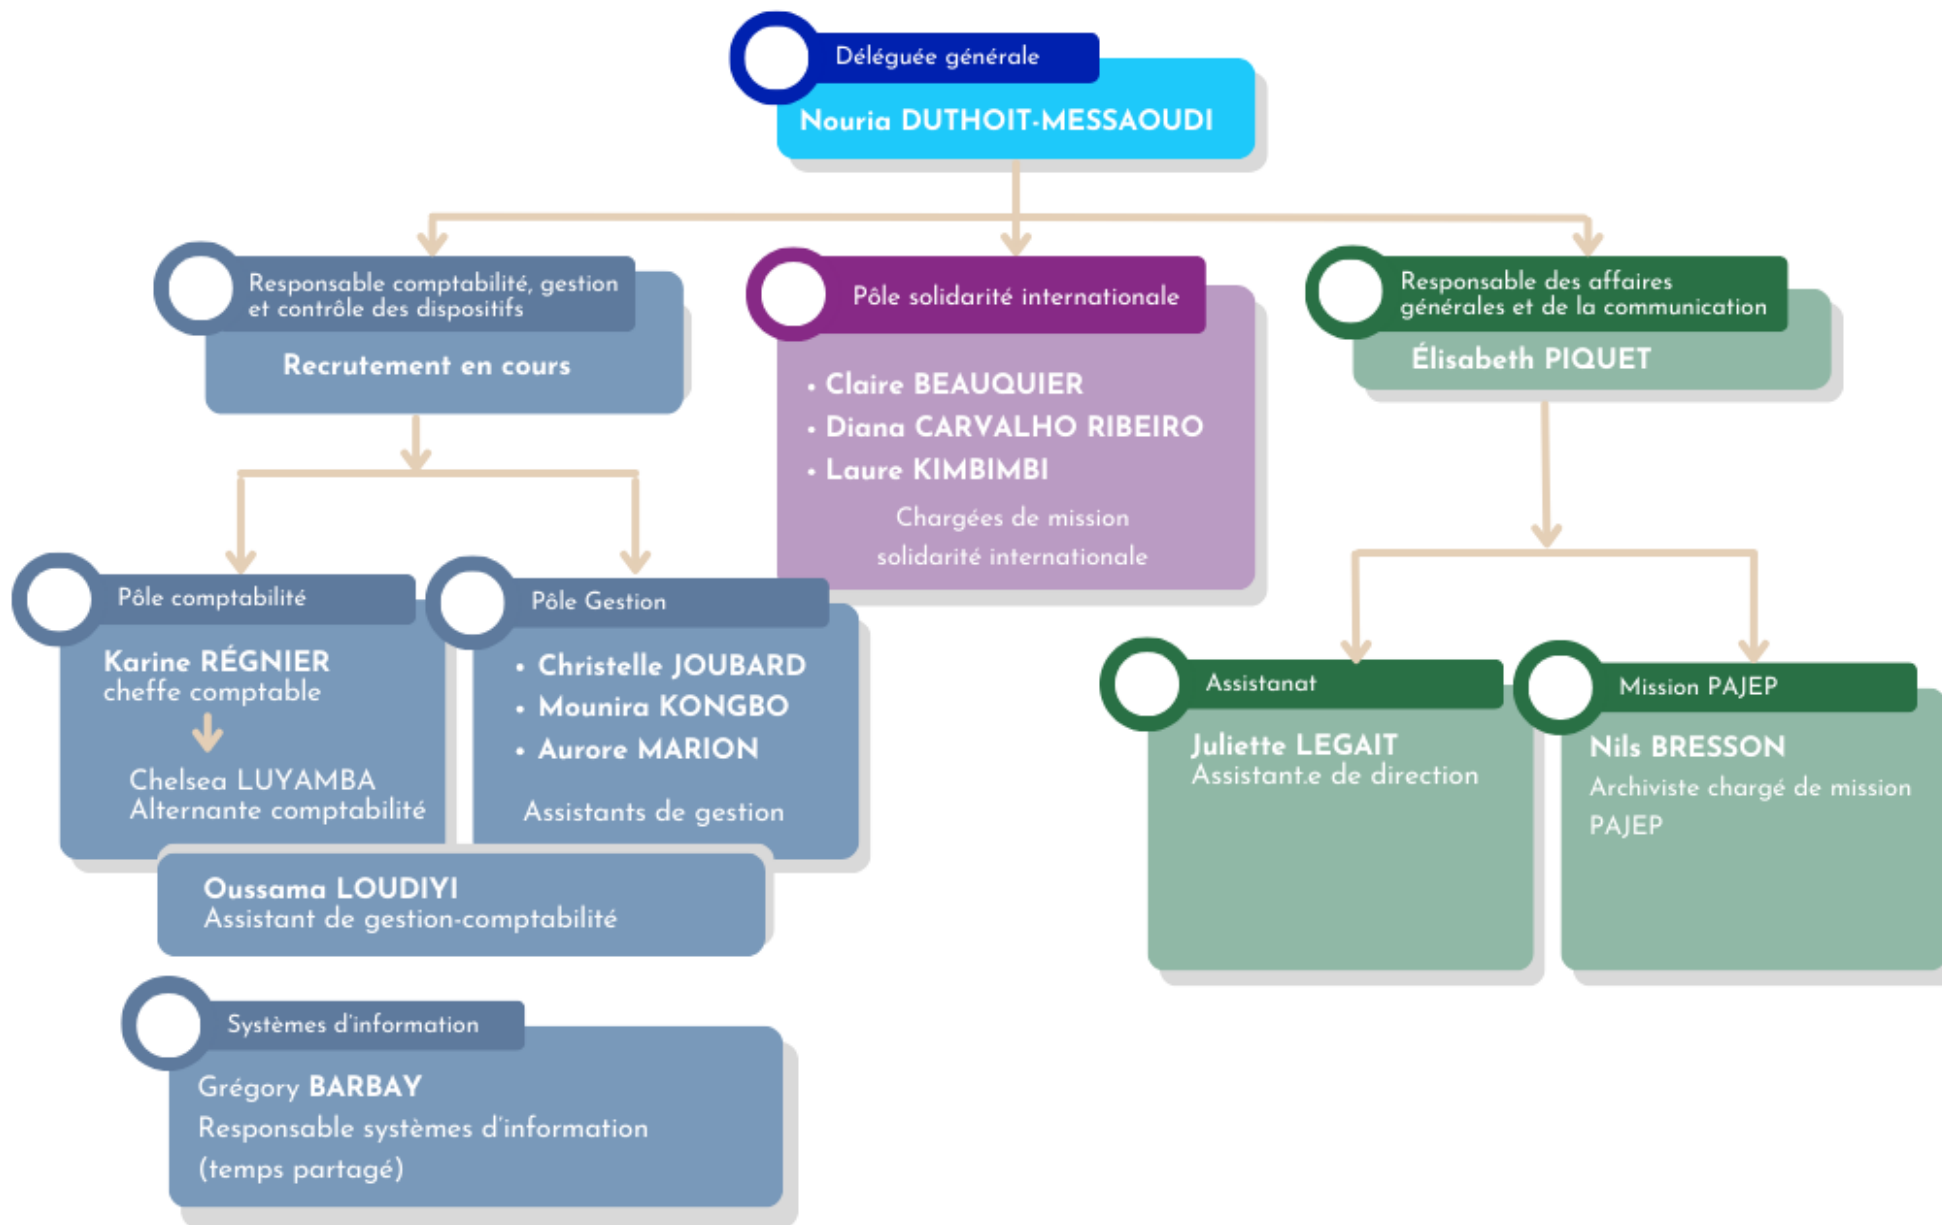 Déléguée générale
Nouria DUTHOIT-MESSAOUDI
Responsable comptabilité, gestion
et contrôle des dispositifs
Recrutement en cours
Pôle solidarité internationale
• Claire BEAUQUIER
• Diana CARVALHO RIBEIRO
• Laure KIMBIMBI
Chargées de mission
solidarité internationale
Responsable des affaires
générales et de la communication
Élisabeth PIQUET
Pôle comptabilité
Karine RÉGNIER
cheffe comptable
Chelsea LUYAMBA
Alternante comptabilité
Pôle Gestion
• Christelle JOUBARD
• Mounira KONGBO
• Aurore MARION
Assistants de gestion
Oussama LOUDIYI
Assistant de gestion-comptabilité
Systèmes d'information
Grégory BARBAY
Responsable systèmes d'information
(temps partagé)
Assistanat
Juliette LEGAIT
Assistant.e de direction
Mission PAJEP
Nils BRESSON
Archiviste chargé de mission
PAJEP